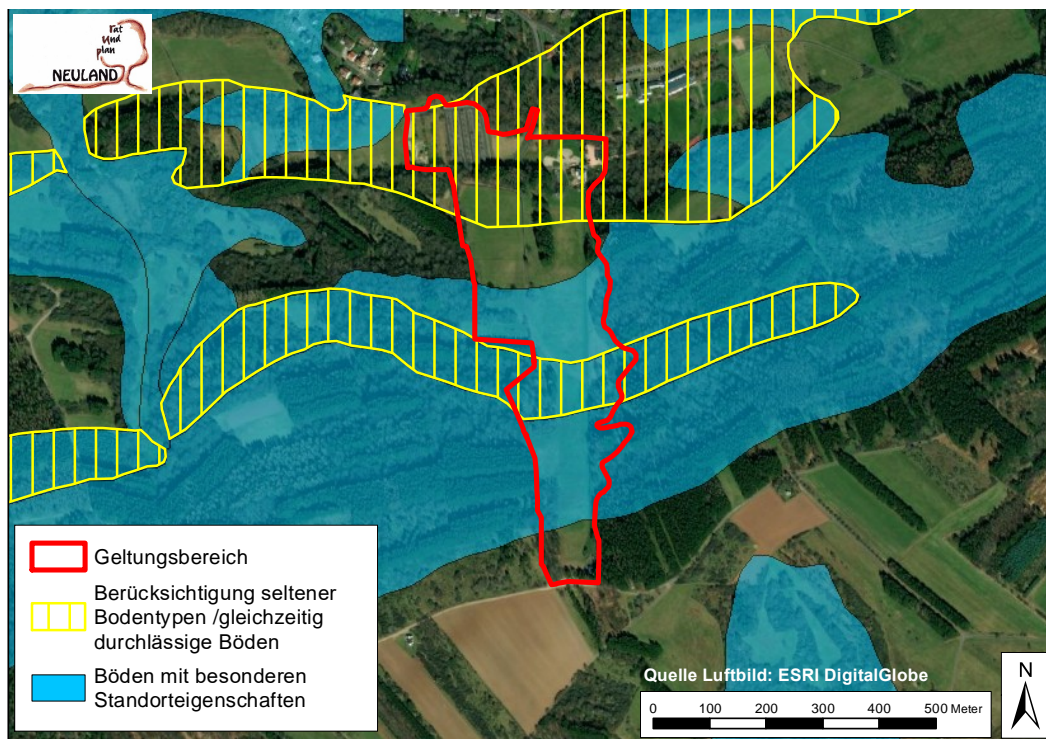 Tat
und
plan
NEULAND
Geltungsbereich
Berücksichtigung seltener
Bodentypen /gleichzeitig
durchlässige Böden
Böden mit besonderen
Standorteigenschaften
Quelle Luftbild: ESRI DigitalGlobe
0 100 200 300 400 500 Meter
N